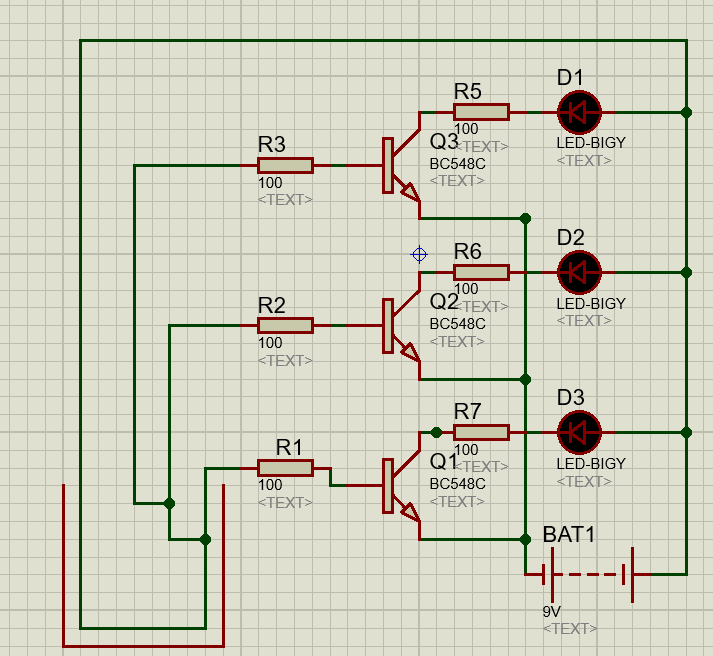 D1
R5
100
<TEXT>
LED-BIGY
<TEXT>
R3
100
<TEXT>
Q3
BC548C
<TEXT>
D2
R6
100
<TEXT>
LED-BIGY
<TEXT>
R2
100
<TEXT>
Q2
BC548C
<TEXT>
D3
R7
100
<TEXT>
LED-BIGY
<TEXT>
R1
100
<TEXT>
Q1
BC548C
<TEXT>
BAT1
9V
<TEXT>